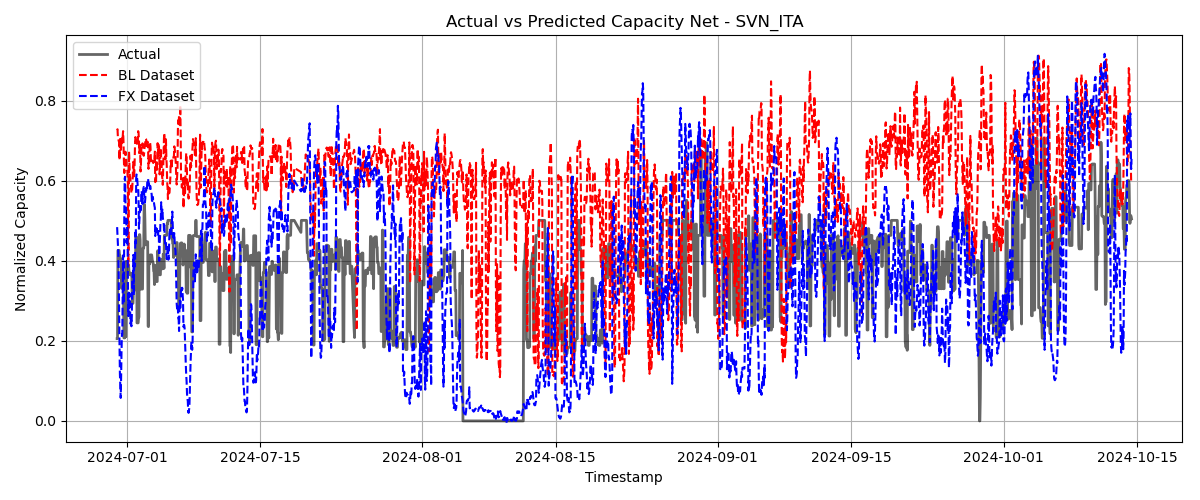 Actual vs Predicted Capacity Net - SVN_ITA
Actual
BL Dataset
FX Dataset
Normalized Capacity
0.8
0.6
0.4
0.2
0.0
2024-07-01
2024-07-15
2024-08-01
2024-08-15
2024-09-01
2024-09-15
2024-10-01
2024-10-15
Timestamp